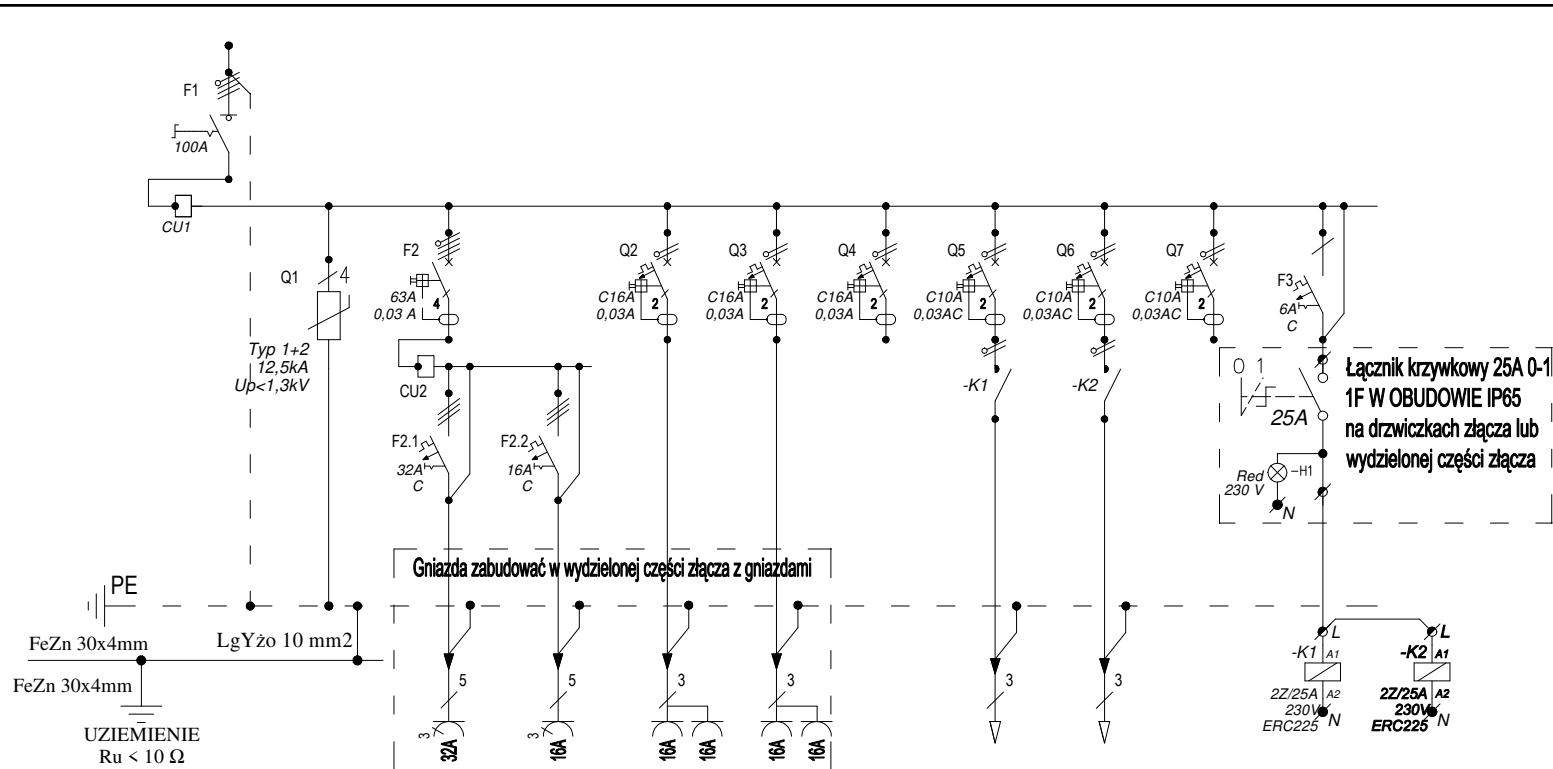 F1
100A
CU1
Q1
4
Typ 1+2
12,5kA
Up<1,3kV
F2
63A
4
0,03 A
CU2
F2.1
32A
C
F2.2
16A
C
Q2
C16A
2
0,03A
Q3
C16A
2
0,03A
Q4
C16A
2
0,03A
Q5
C10A
2
0,03AC
-K1
Q6
C10A
2
0,03AC
-K2
Q7
C10A
2
0,03AC
F3
6A
C
0 1
25A
Łącznik krzywkowy 25A 0-1
1F W OBUDOWIE IP65
na drzwiczkach złącza lub
wydzielonej części złącza
Red
230 V
-H1
N
Gniazda zabudować w wydzielonej części złącza z gniazdami
PE
FeZn 30x4mm
LgYżo 10 mm2
FeZn 30x4mm
UZIEMIENIE
Ru < 10 Ω
5
3
32A
5
3
16A
3
16A
16A
3
16A
16A
3
3
L
-K1 A1
2Z/25A A2
230V
N
ERC225
L
-K2 A1
2Z/25A A2
230V
N
ERC225